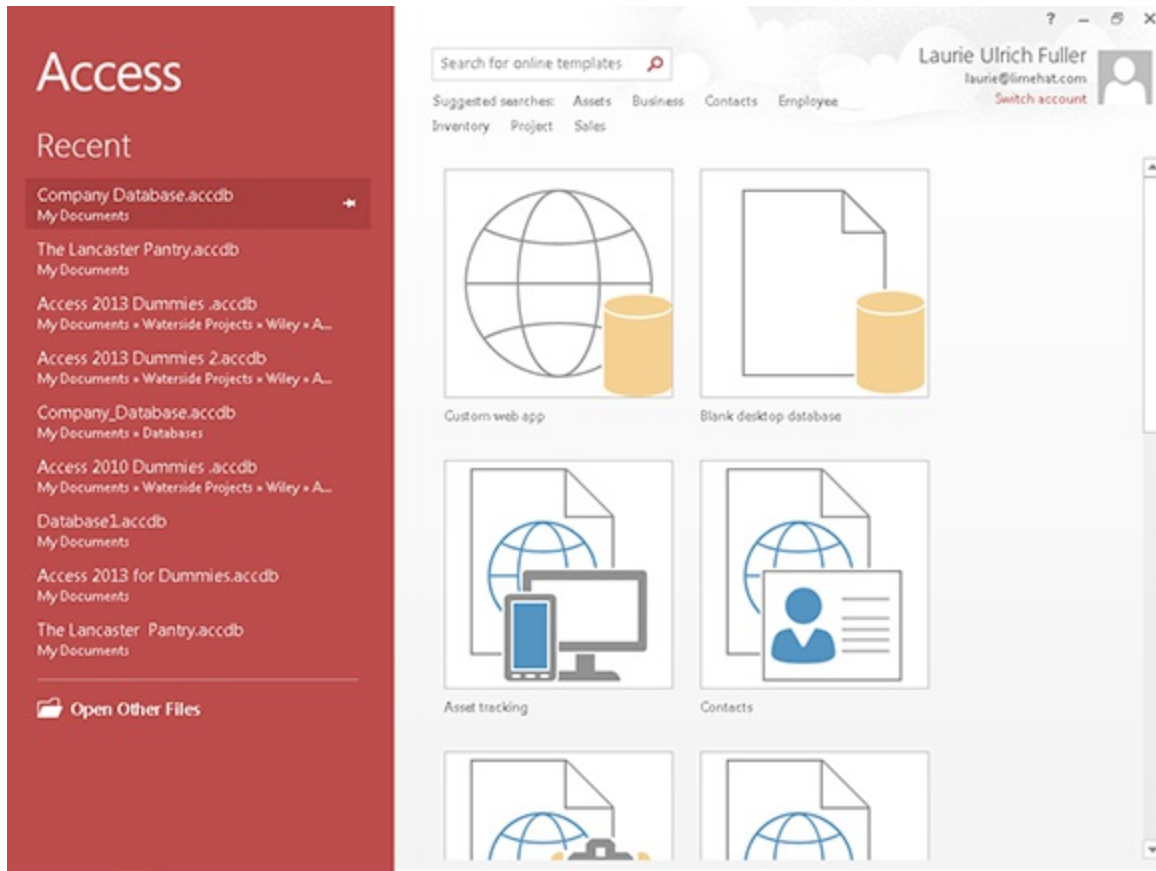 Access
Recent
Company Database.accdb
My Documents
The Lancaster Pantry.accdb
My Documents
Access 2013 Dummies .accdb
My Documents » Waterside Projects » Wiley » A...
Access 2013 Dummies 2.accdb
My Documents » Waterside Projects » Wiley » A...
Company_Database.accdb
My Documents » Databases
Access 2010 Dummies .accdb
My Documents » Waterside Projects » Wiley » A...
Database1.accdb
My Documents
Access 2013 for Dummies.accdb
My Documents
The Lancaster  Pantry.accdb
My Documents
Open Other Files
?
Search for online templates
Laurie Ulrich Fuller
laurie@limehat.com
Switch account
Suggested searches: Assets Business Contacts Employee
Inventory Project Sales
Custom web app
Blank desktop database
Asset tracking
Contacts